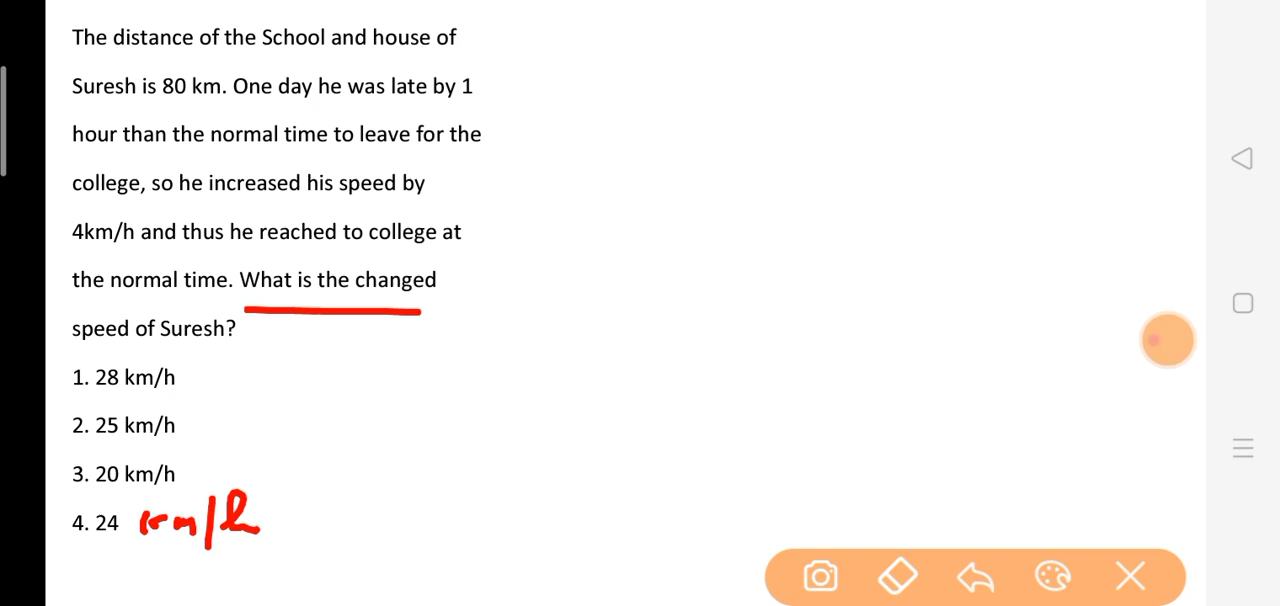 The distance of the School and house of
Suresh is 80 km. One day he was late by 1
hour than the normal time to leave for the
college, so he increased his speed by
4km/h and thus he reached to college at
the normal time. What is the changed
speed of Suresh?
1. 28 km/h
2. 25 km/h
3. 20 km/h
4. 24 km/h